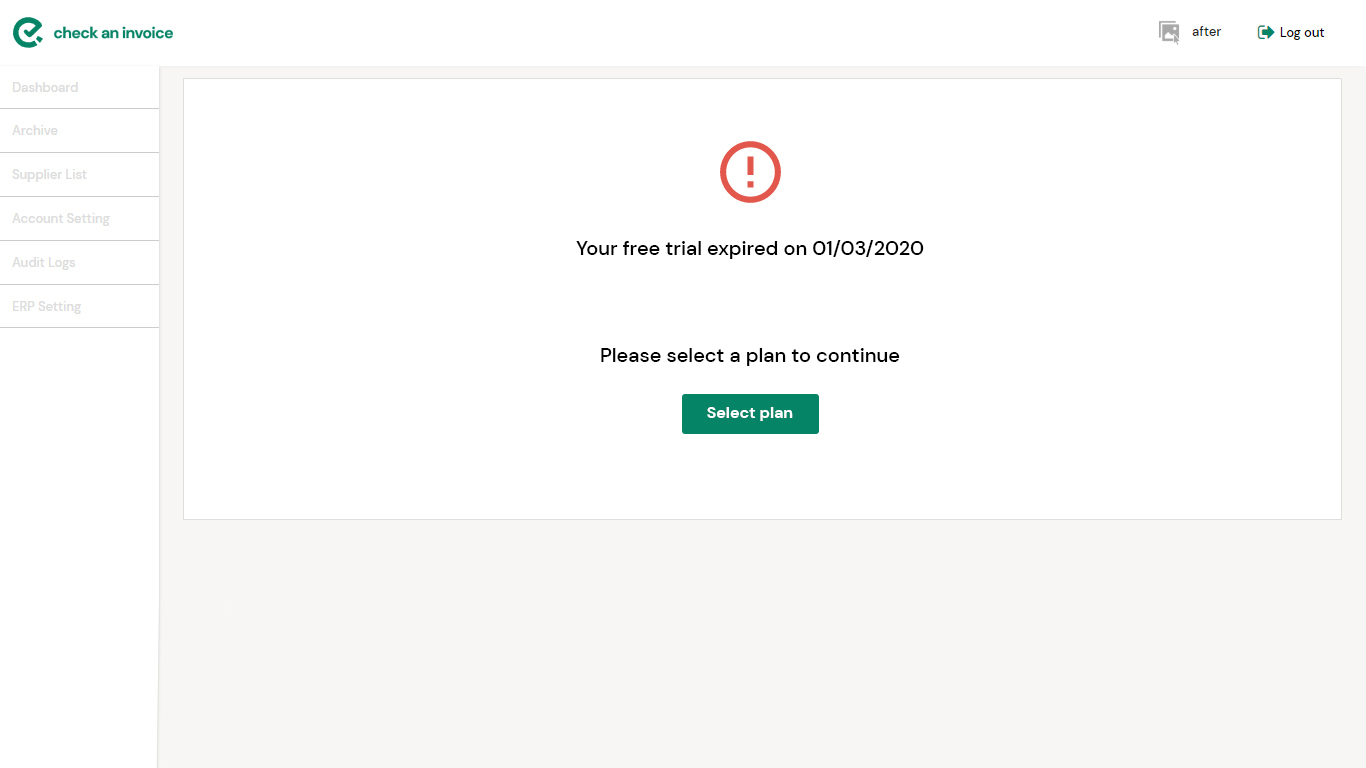 check an invoice
after
Log out
Dashboard
Archive
Supplier List
Account Setting
Audit Logs
ERP Setting
Your free trial expired on 01/03/2020
Please select a plan to continue
Select plan